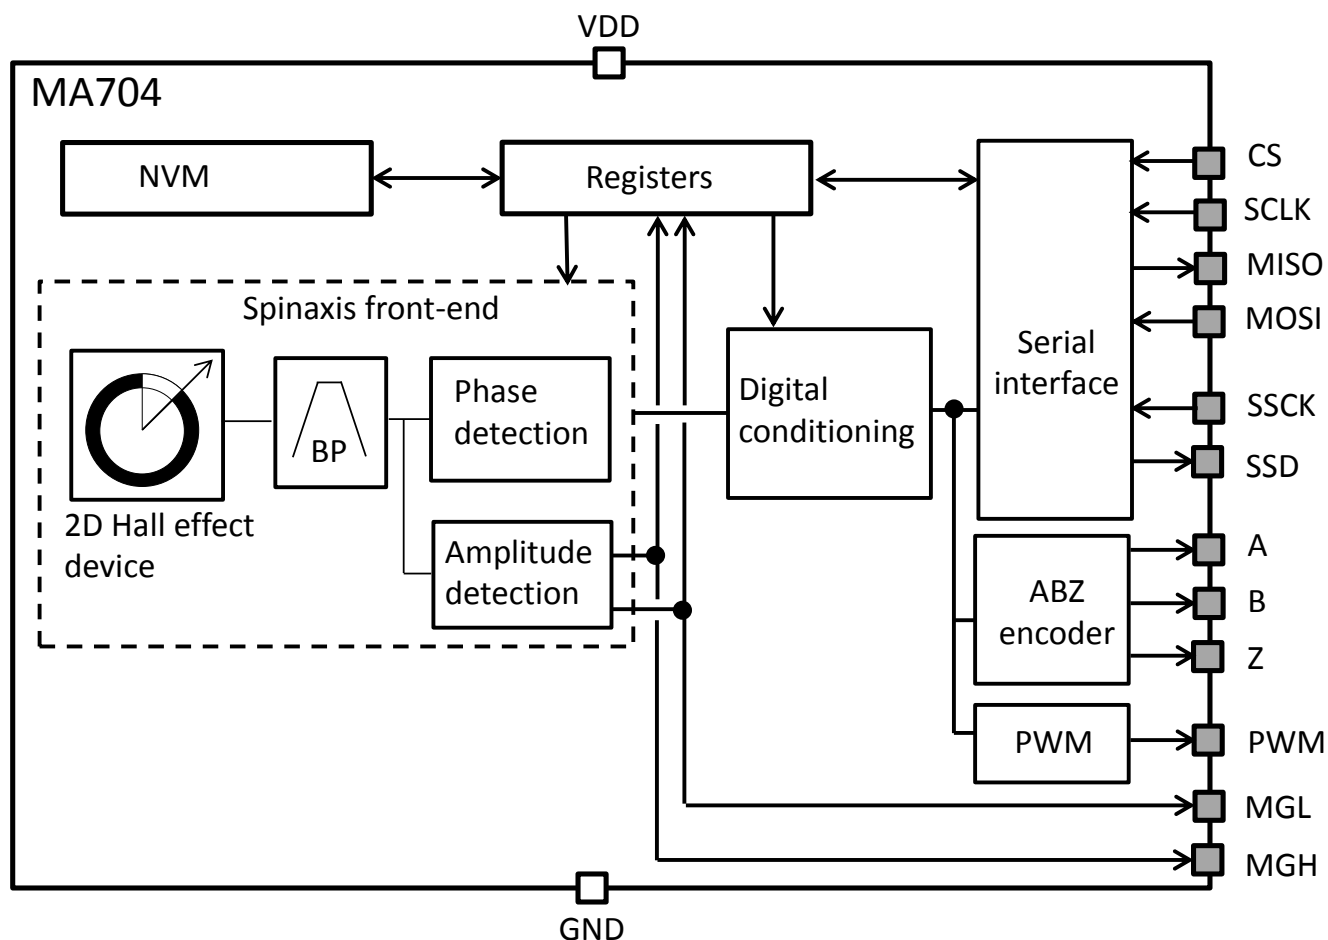 VDD
MA704
NVM
Registers
CS
SCLK
MISO
MOSI
SSCK
SSD
Serial
interface
Spinaxis front-end
Phase
detection
BP
2D Hall effect
device
Amplitude
detection
Digital
conditioning
ABZ
encoder
A
B
Z
PWM
PWM
MGL
MGH
GND